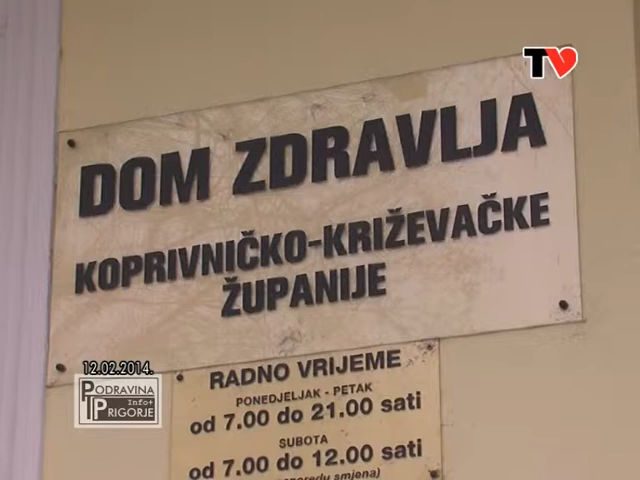 TV
DOM ZDRAVLJA
KOPRIVNIČKO-KRIŽEVAČKE
ŽUPANIJE
12.02.2014.
PODRAVINA
Info+
PRIGORJE
RADNO VRIJEME
PONEDJELJAK - PETAK
od 7.00 do 21.00 sati
SUBOTA
od 7.00 do 12.00 sati
smjena)